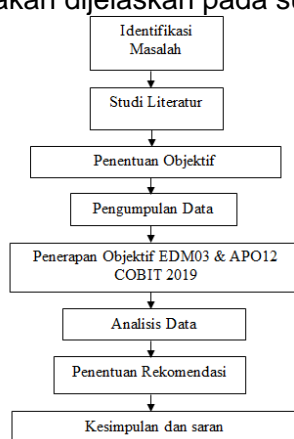 akan dijelaskan pada su
Identifikasi
Masalah
Studi Literatur
Penentuan Objektif
Pengumpulan Data
Penerapan Objektif EDM03 & APO12
COBIT 2019
Analisis Data
Penentuan Rekomendasi
Kesimpulan dan saran